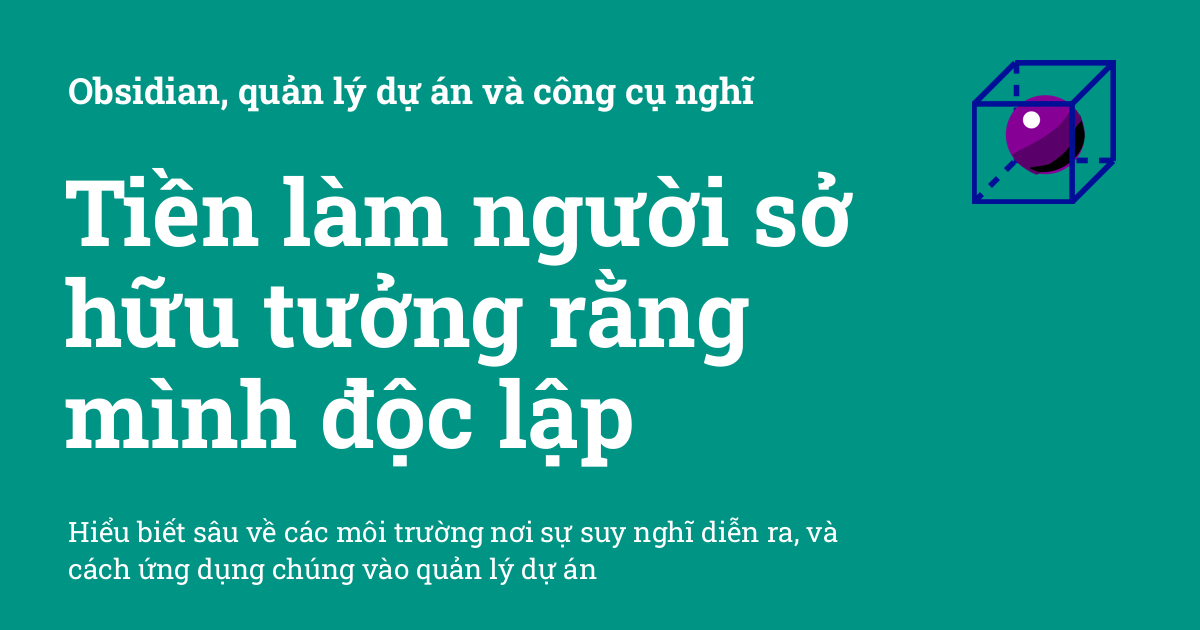 Obsidian, quản lý dự án và công cụ nghĩ
Tiền làm người sở
hữu tưởng rằng
mình độc lập
Hiểu biết sâu về các môi trường nơi sự suy nghĩ diễn ra, và
cách ứng dụng chúng vào quản lý dự án